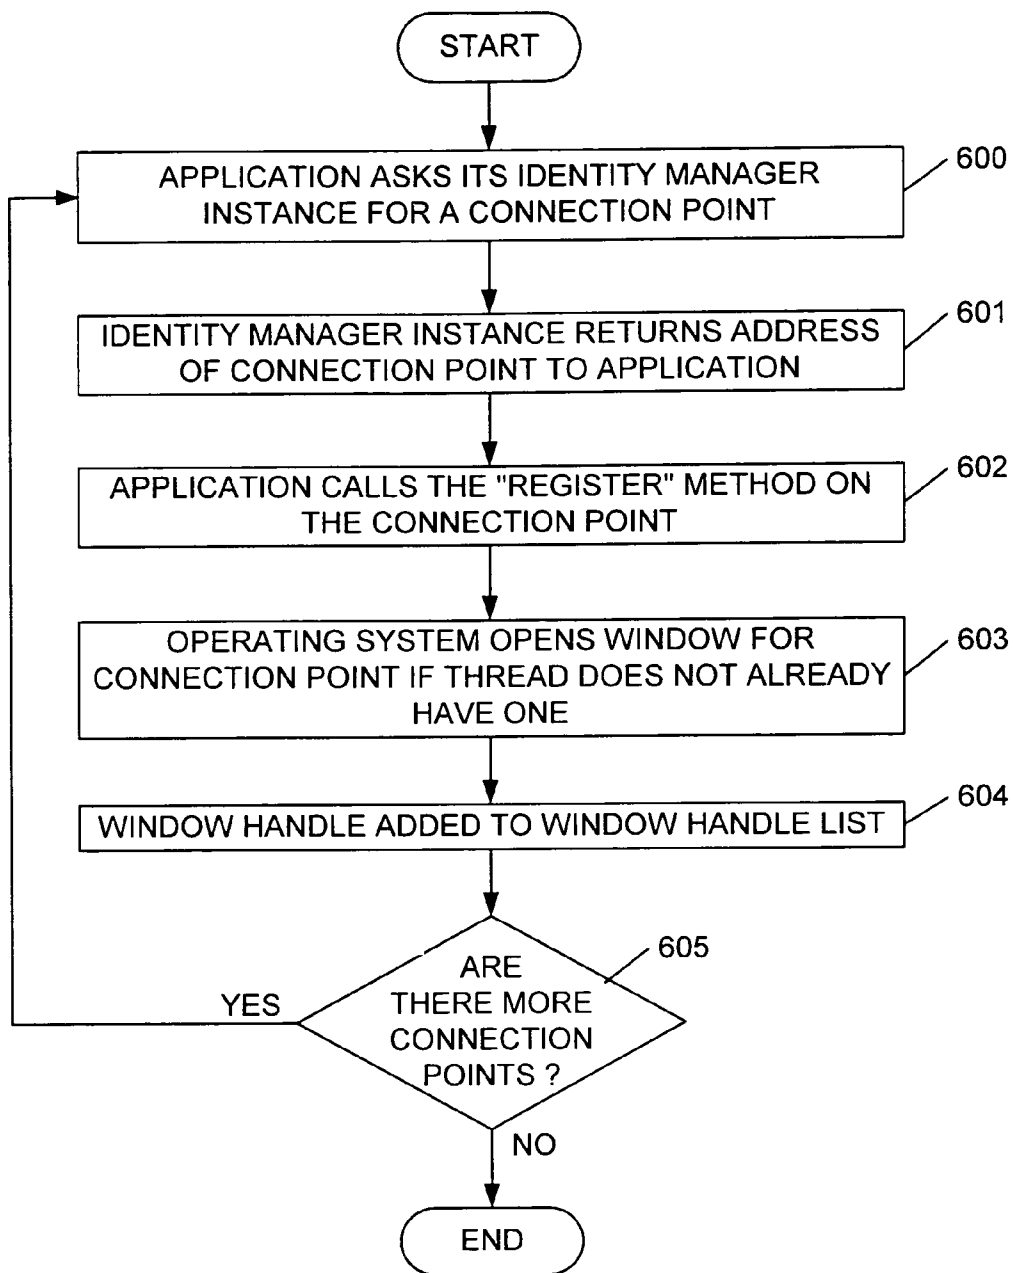 START
APPLICATION ASKS ITS IDENTITY MANAGER
INSTANCE FOR A CONNECTION POINT
600
IDENTITY MANAGER INSTANCE RETURNS ADDRESS
OF CONNECTION POINT TO APPLICATION
601
APPLICATION CALLS THE "REGISTER" METHOD ON
THE CONNECTION POINT
602
OPERATING SYSTEM OPENS WINDOW FOR
CONNECTION POINT IF THREAD DOES NOT ALREADY
HAVE ONE
603
WINDOW HANDLE ADDED TO WINDOW HANDLE LIST
604
ARE
THERE MORE
CONNECTION
POINTS ?
605
YES
NO
END